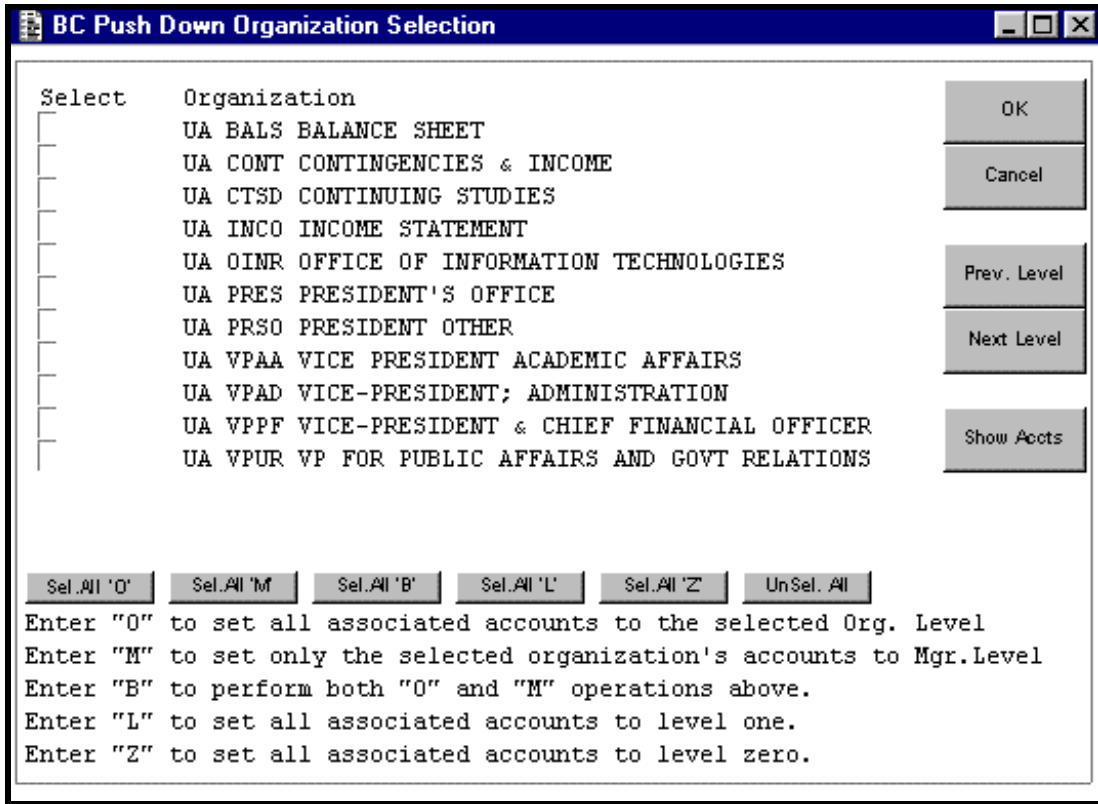 BC Push Down Organization Selection
Select Organization
UA BALS BALANCE SHEET
UA CONT CONTINGENCIES & INCOME
UA CTSD CONTINUING STUDIES
UA INCO INCOME STATEMENT
UA OINR OFFICE OF INFORMATION TECHNOLOGIES
UA PRES PRESIDENT'S OFFICE
UA PRSO PRESIDENT OTHER
UA VPAA VICE PRESIDENT ACADEMIC AFFAIRS
UA VPAD VICE-PRESIDENT; ADMINISTRATION
UA VPPF VICE-PRESIDENT & CHIEF FINANCIAL OFFICER
UA VPUR VP FOR PUBLIC AFFAIRS AND GOVT RELATIONS
OK
Cancel
Prev. Level
Next Level
Show Accts
Sel.All 'O' Sel.All 'M' Sel.All 'B' Sel.All 'L' Sel.All 'Z' UnSel. All
Enter "O" to set all associated accounts to the selected Org. Level
Enter "M" to set only the selected organization's accounts to Mgr.Level
Enter "B" to perform both "O" and "M" operations above.
Enter "L" to set all associated accounts to level one.
Enter "Z" to set all associated accounts to level zero.